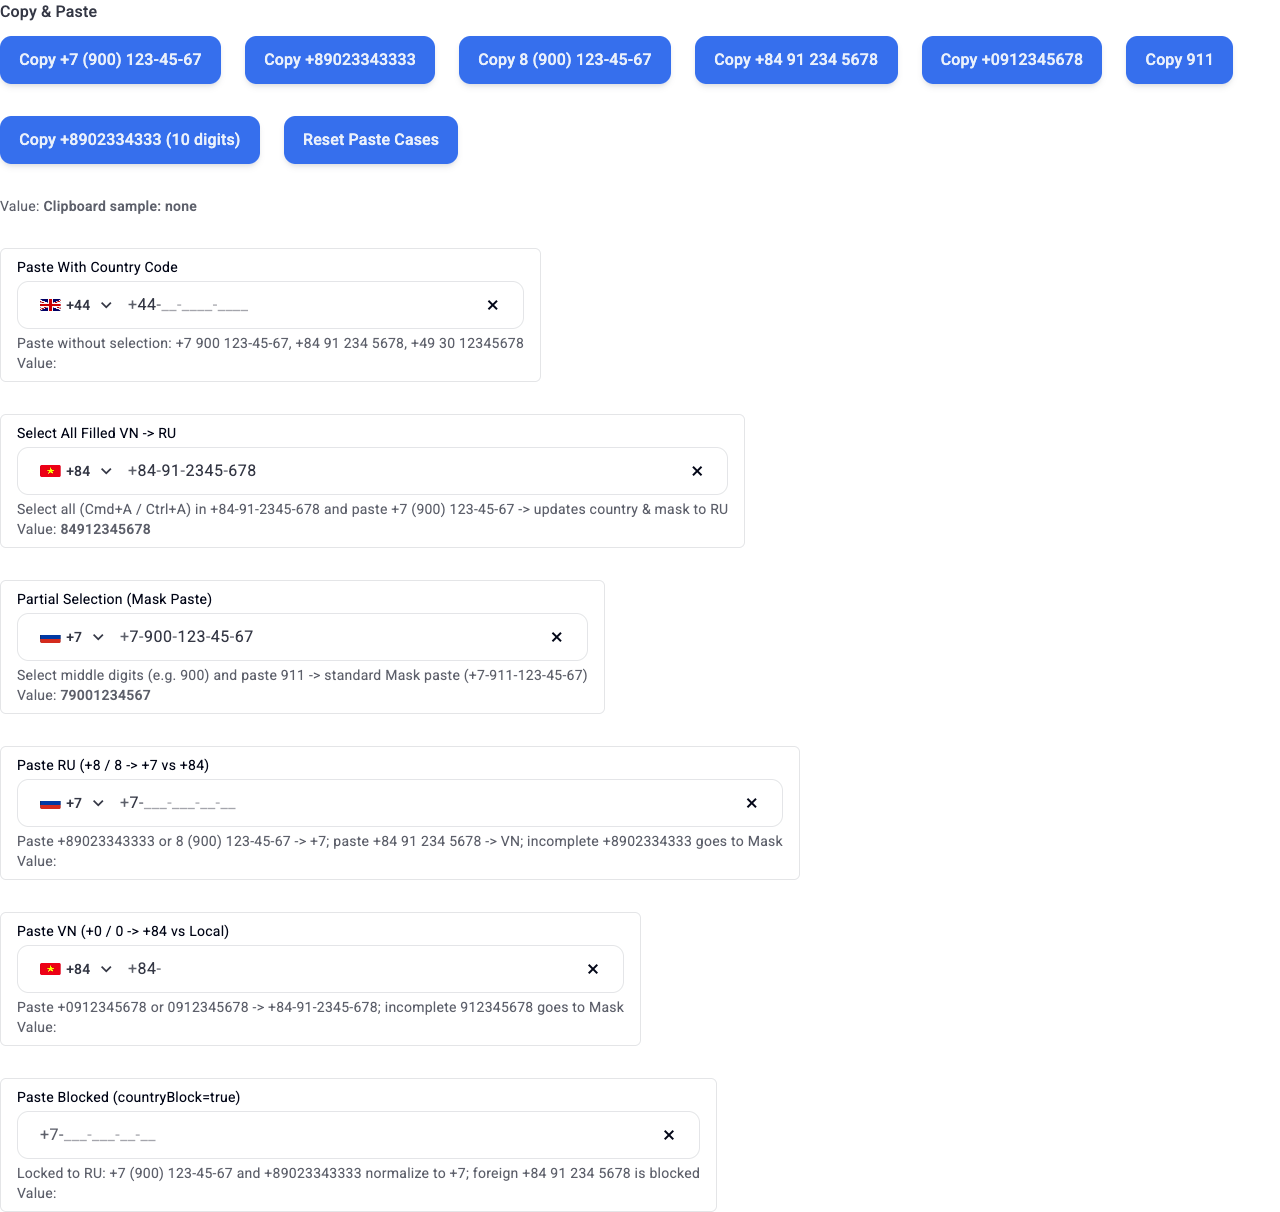 Copy & Paste
Copy +7 (900) 123-45-67 Copy +89023343333 Copy 8 (900) 123-45-67 Copy +84 91 234 5678 Copy +0912345678 Copy 911
Copy +8902334333 (10 digits) Reset Paste Cases
Value: Clipboard sample: none
Paste With Country Code
+44 +44-__-____-____
Paste without selection: +7 900 123-45-67, +84 91 234 5678, +49 30 12345678
Value:
Select All Filled VN -> RU
+84 +84-91-2345-678
Select all (Cmd+A / Ctrl+A) in +84-91-2345-678 and paste +7 (900) 123-45-67 -> updates country & mask to RU
Value: 84912345678
Partial Selection (Mask Paste)
+7 +7-900-123-45-67
Select middle digits (e.g. 900) and paste 911 -> standard Mask paste (+7-911-123-45-67)
Value: 79001234567
Paste RU (+8 / 8 -> +7 vs +84)
+7 +7-___-___-__-__
Paste +89023343333 or 8 (900) 123-45-67 -> +7; paste +84 91 234 5678 -> VN; incomplete +8902334333 goes to Mask
Value:
Paste VN (+0 / 0 -> +84 vs Local)
+84 +84-
Paste +0912345678 or 0912345678 -> +84-91-2345-678; incomplete 912345678 goes to Mask
Value:
Paste Blocked (countryBlock=true)
+7-___-___-__-__
Locked to RU: +7 (900) 123-45-67 and +89023343333 normalize to +7; foreign +84 91 234 5678 is blocked
Value: